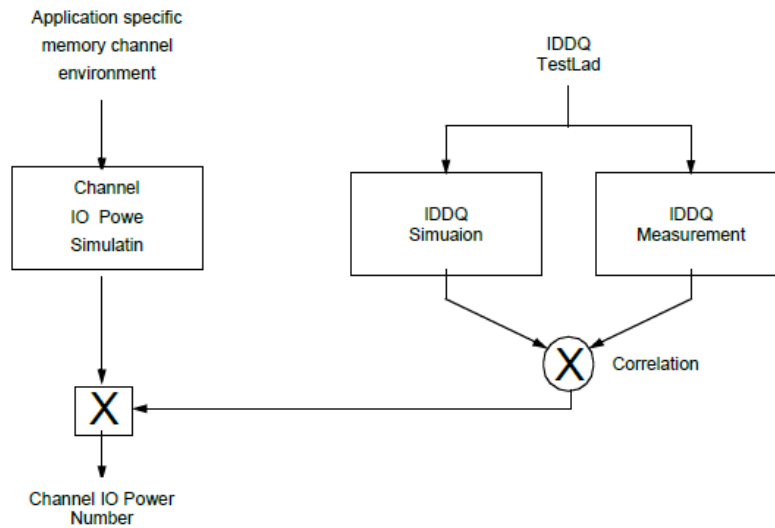 Application specific
memory channel
environment
IDDQ
TestLad
Channel
IO Powe
Simulatin
IDDQ
Simuaion
IDDQ
Measurement
X
Correlation
X
Channel IO Power
Number